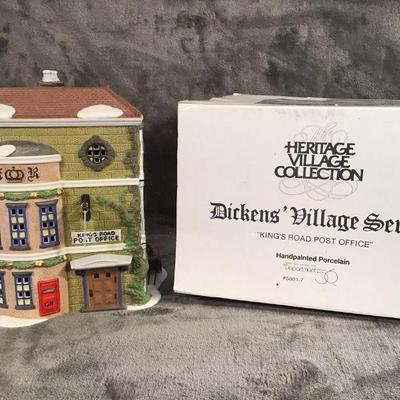 R
KING'S ROAD
POST OFFICE
GR
The
HERITAGE
VILLAGE
COLLECTION
Dickens' Village Ser
"KING'S ROAD POST OFFICE"
Handpainted Porcelain
Department 56
#5801-7